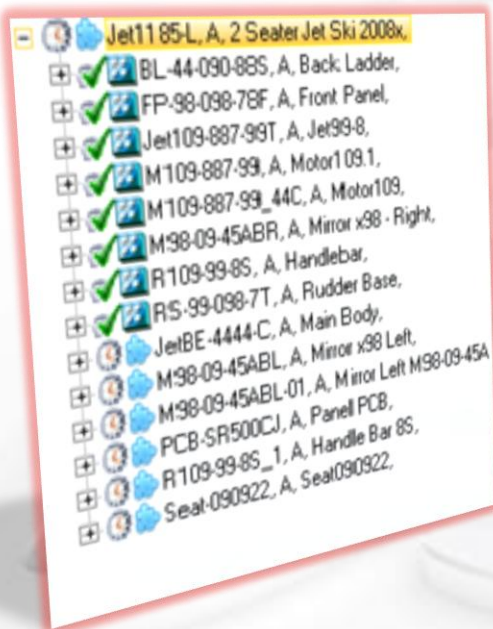 Jet11 85-L, A, 2 Seater Jet Ski 2008x,
BL-44-090-88S, A, Back Ladder,
FP-98-098-78F, A, Front Panel,
Jet109-887-99T, A, Jet99-8,
M109-887-99I, A, Motor109.1,
M109-887-99I_44C, A, Motor109,
M98-09-45ABR, A, Mirror x98 - Right,
R109-99-8S, A, Handlebar,
RS-99-098-7T, A, Rudder Base,
JetBE-4444-C, A, Main Body,
M98-09-45ABL, A, Mirror x98 Left,
M98-09-45ABL-01, A, Mirror Left M98-09-45A
PCB-SR500CJ, A, Panell PCB,
R109-99-8S_1, A, Handle Bar 8S,
Seat-090922, A, Seat090922,